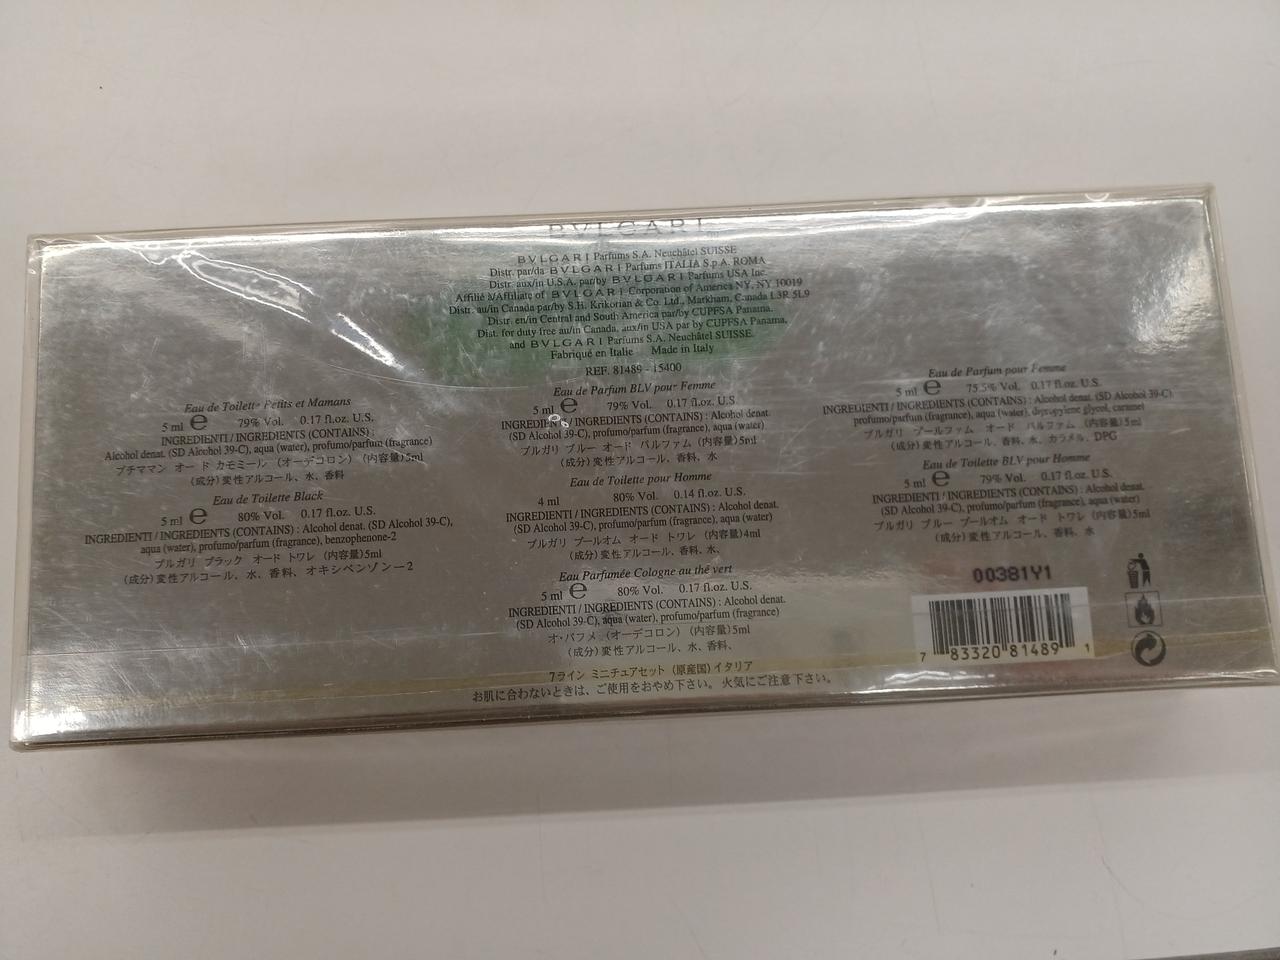 BVLGARI
BVLGARI Parfums S.A. Neuchâtel SUISSE
Distr. par/da BVLGARI Parfums ITALIA S.p.A. ROMA
Distr. aux/in U.S.A. par/by BVLGARI Parfums USA Inc.
Affilié à/Affiliate of BVLGARI Corporation of America NY, NY 10019
Distr. au/in Canada par/by S.H. Krikorian & Co. Ltd., Markham, Canada L3R 5L9
Distr. en/in Central and South America par/by CUPFSA Panama.
Dist. for duty free au/in Canada, aux/in USA par by CUPFSA Panama,
and BVLGARI Parfums S.A. Neuchâtel SUISSE.
Fabriqué en Italie Made in Italy
REF. 81489 - 15400
Eau de Toilette Petits et Mamans
5 ml e 79% Vol. 0.17 fl.oz. U.S.
INGREDIENTI / INGREDIENTS (CONTAINS) :
Alcohol denat. (SD Alcohol 39-C), aqua (water), profumo/parfum (fragrance)
プチママン オー ド カモミール (オーデコロン) (内容量)5ml
(成分)変性アルコール、水、香料
Eau de Toilette Black
5 ml e 80% Vol. 0.17 fl.oz. U.S.
INGREDIENTI / INGREDIENTS (CONTAINS) : Alcohol denat. (SD Alcohol 39-C),
aqua (water), profumo/parfum (fragrance), benzophenone-2
ブルガリ ブラック オード トワレ (内容量)5ml
(成分)変性アルコール、水、香料、オキシベンゾン－2
Eau de Parfum BLV pour Femme
5 ml e 79% Vol. 0.17 fl.oz. U.S.
INGREDIENTI / INGREDIENTS (CONTAINS) : Alcohol denat.
(SD Alcohol 39-C), profumo/parfum (fragrance), aqua (water)
ブルガリ ブルー オード パルファム (内容量)5ml
(成分)変性アルコール、香料、水
Eau de Toilette pour Homme
4 ml 80% Vol. 0.14 fl.oz. U.S.
INGREDIENTI / INGREDIENTS (CONTAINS) : Alcohol denat.
(SD Alcohol 39-C), profumo/parfum (fragrance), aqua (water)
ブルガリ プールオム オード トワレ (内容量)4ml
(成分)変性アルコール、香料、水、
Eau Parfumée Cologne au thé vert
5 ml e 80% Vol. 0.17 fl.oz. U.S.
INGREDIENTI / INGREDIENTS (CONTAINS) : Alcohol denat.
(SD Alcohol 39-C), aqua (water), profumo/parfum (fragrance)
オ・パフメ (オーデコロン) (内容量)5ml
(成分)変性アルコール、水、香料、
Eau de Parfum pour Femme
5 ml e 75.5% Vol. 0.17 fl.oz. U.S.
INGREDIENTI / INGREDIENTS (CONTAINS) : Alcohol denat. (SD Alcohol 39-C)
profumo/parfum (fragrance), aqua (water), dipropylene glycol, caramel
ブルガリ プールファム オード パルファム (内容量)5ml
(成分)変性アルコール、香料、水、カラメル、DPG
Eau de Toilette BLV pour Homme
5 ml e 79% Vol. 0.17 fl.oz. U.S.
INGREDIENTI / INGREDIENTS (CONTAINS) : Alcohol denat.
(SD Alcohol 39-C), profumo/parfum (fragrance), aqua (water)
ブルガリ ブルー プールオム オード トワレ (内容量)5ml
(成分)変性アルコール、香料、水、
00381Y1
7 83320 81489 1
7ライン ミニチュアセット (原産国) イタリア
お肌に合わないときは、ご使用をおやめ下さい。火気にご注意下さい。